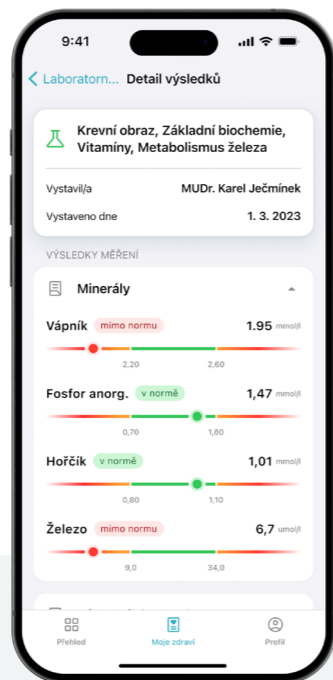 9:41
Laboratorn... Detail výsledků
Krevní obraz, Základní biochemie,
Vitamíny, Metabolismus železa
Vystavil/a MUDr. Karel Ječmínek
Vystaveno dne 1. 3. 2023
VÝSLEDKY MĚŘENÍ
Minerály
Vápník mimo normu 1.95 mmol/l
2,20 2,60
Fosfor anorg. v normě 1,47 mmol/l
0,70 1,60
Hořčík v normě 1,01 mmol/l
0,80 1,10
Železo mimo normu 6,7 umol/l
9,0 34,0
Přehled Moje zdraví Profil